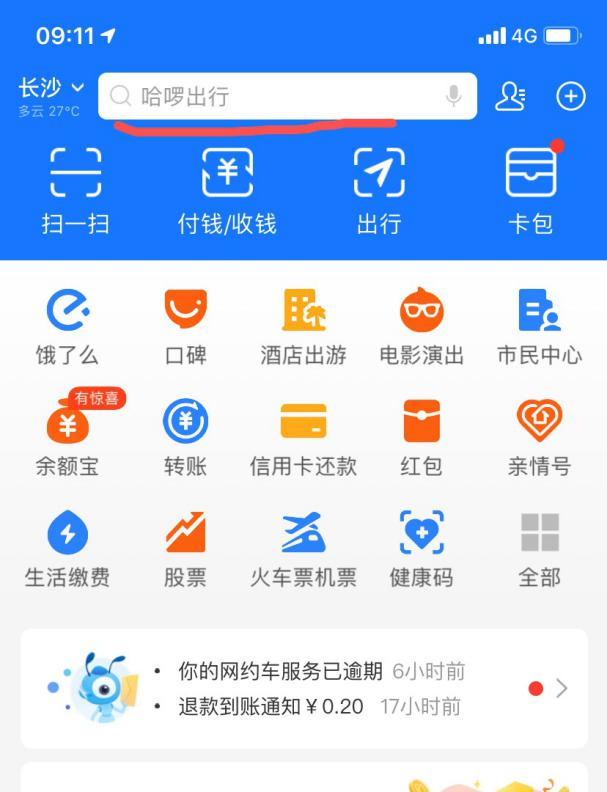 09:11 4G
长沙 哈啰出行
多云 27°C
扫一扫 付钱/收钱 出行 卡包
饿了么 口碑 酒店出游 电影演出 市民中心
有惊喜
余额宝 转账 信用卡还款 红包 亲情号
生活缴费 股票 火车票机票 健康码 全部
• 你的网约车服务已逾期 6小时前
• 退款到账通知￥0.20 17小时前